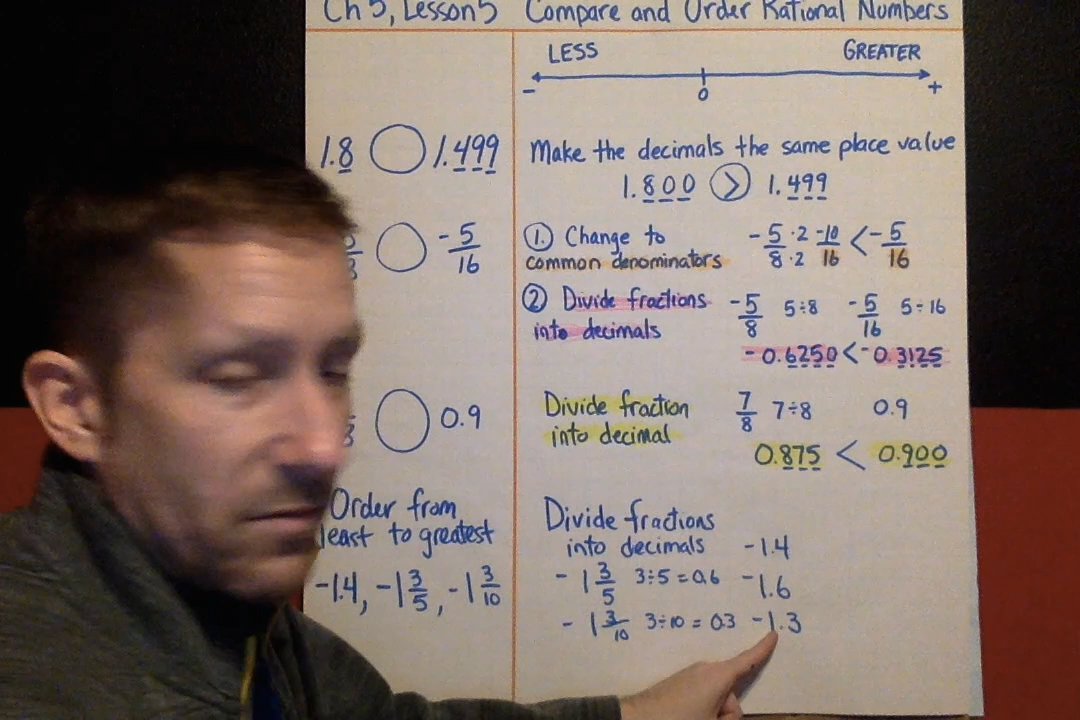 Ch 5, Lesson 5 Compare and Order Rational Numbers
LESS GREATER
- 0 +
1.8 1.499
Make the decimals the same place value
1.800 > 1.499
-5/16
① Change to
common denominators
-5/8 ·2/·2 -10/16 < -5/16
② Divide fractions
into decimals
-5/8 5÷8 -5/16 5÷16
-0.6250 < -0.3125
0.9
Divide fraction
into decimal
7/8 7÷8 0.9
0.875 < 0.900
Order from
least to greatest
-1.4, -1 3/5, -1 3/10
Divide fractions
into decimals -1.4
-1 3/5 3÷5=0.6 -1.6
-1 3/10 3÷10=0.3 -1.3